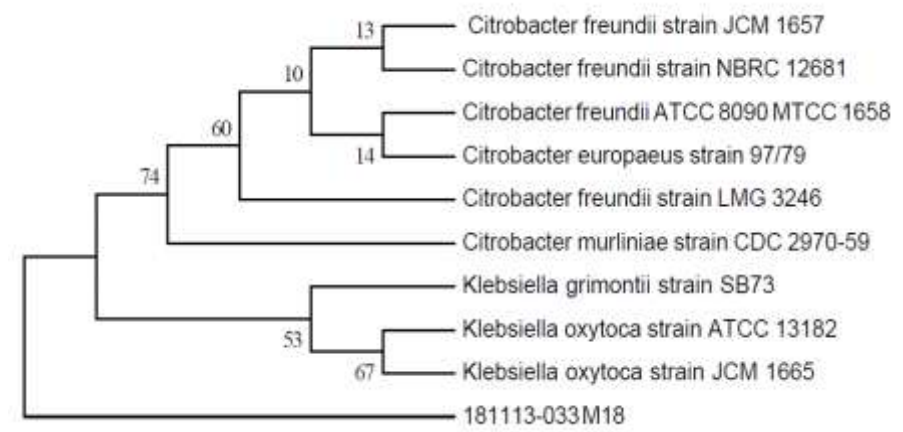 13
Citrobacter freundii strain JCM 1657
10
Citrobacter freundii strain NBRC 12681
Citrobacter freundii ATCC 8090 MTCC 1658
60
14
Citrobacter europaeus strain 97/79
74
Citrobacter freundii strain LMG 3246
Citrobacter murliniae strain CDC 2970-59
Klebsiella grimontii strain SB73
53
Klebsiella oxytoca strain ATCC 13182
67
Klebsiella oxytoca strain JCM 1665
181113-033M18